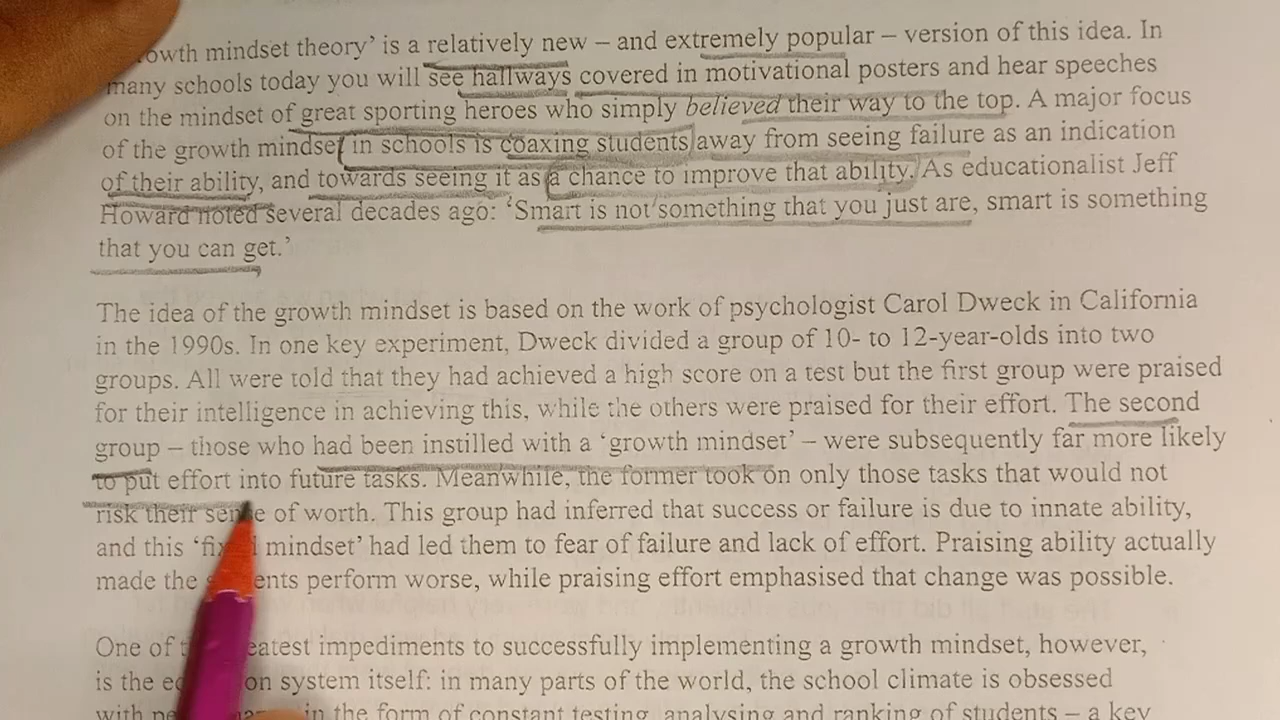 owth mindset theory' is a relatively new – and extremely popular – version of this idea. In
many schools today you will see hallways covered in motivational posters and hear speeches
on the mindset of great sporting heroes who simply believed their way to the top. A major focus
of the growth mindset in schools is coaxing students away from seeing failure as an indication
of their ability, and towards seeing it as a chance to improve that ability. As educationalist Jeff
Howard noted several decades ago: 'Smart is not something that you just are, smart is something
that you can get.'
The idea of the growth mindset is based on the work of psychologist Carol Dweck in California
in the 1990s. In one key experiment, Dweck divided a group of 10- to 12-year-olds into two
groups. All were told that they had achieved a high score on a test but the first group were praised
for their intelligence in achieving this, while the others were praised for their effort. The second
group – those who had been instilled with a 'growth mindset' – were subsequently far more likely
to put effort into future tasks. Meanwhile, the former took on only those tasks that would not
risk their sense of worth. This group had inferred that success or failure is due to innate ability,
and this 'fixed mindset' had led them to fear of failure and lack of effort. Praising ability actually
made the students perform worse, while praising effort emphasised that change was possible.
One of eatest impediments to successfully implementing a growth mindset, however,
is the on system itself: in many parts of the world, the school climate is obsessed
with in the form of constant testing, analysing and ranking of students – a key